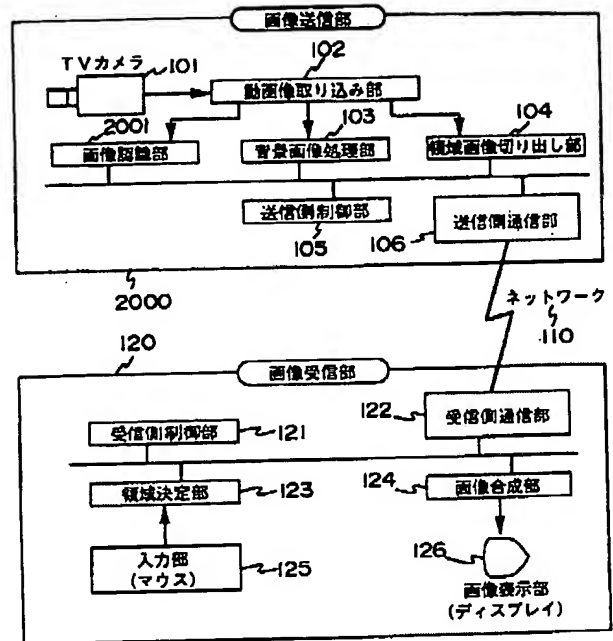 画像送信部
TVカメラ
101
102
動画像取り込み部
2001
103
104
画像認識部
背景画像処理部
領域画像切り出し部
送信側制御部
105
送信側通信部
106
2000
ネットワーク
110
120
画像受信部
122
受信側通信部
受信側制御部
121
領域決定部
123
124
画像合成部
入力部
(マウス)
125
126
画像表示部
(ディスプレイ)